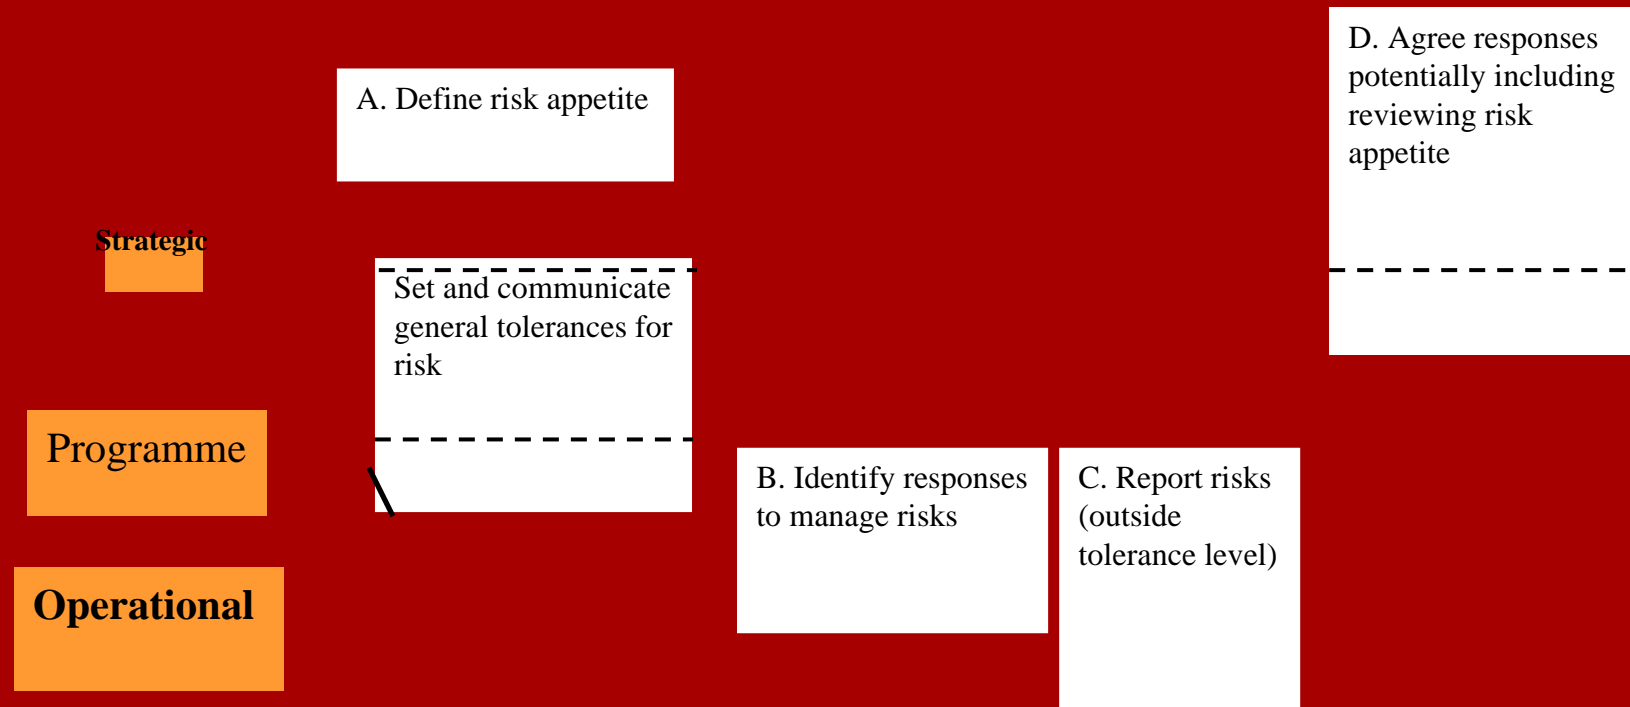 D. Agree responses
potentially including
reviewing risk
appetite
A. Define risk appetite
Strategic
Set and communicate
general tolerances for
risk
Programme
B. Identify responses
to manage risks
C. Report risks
(outside
tolerance level)
Operational